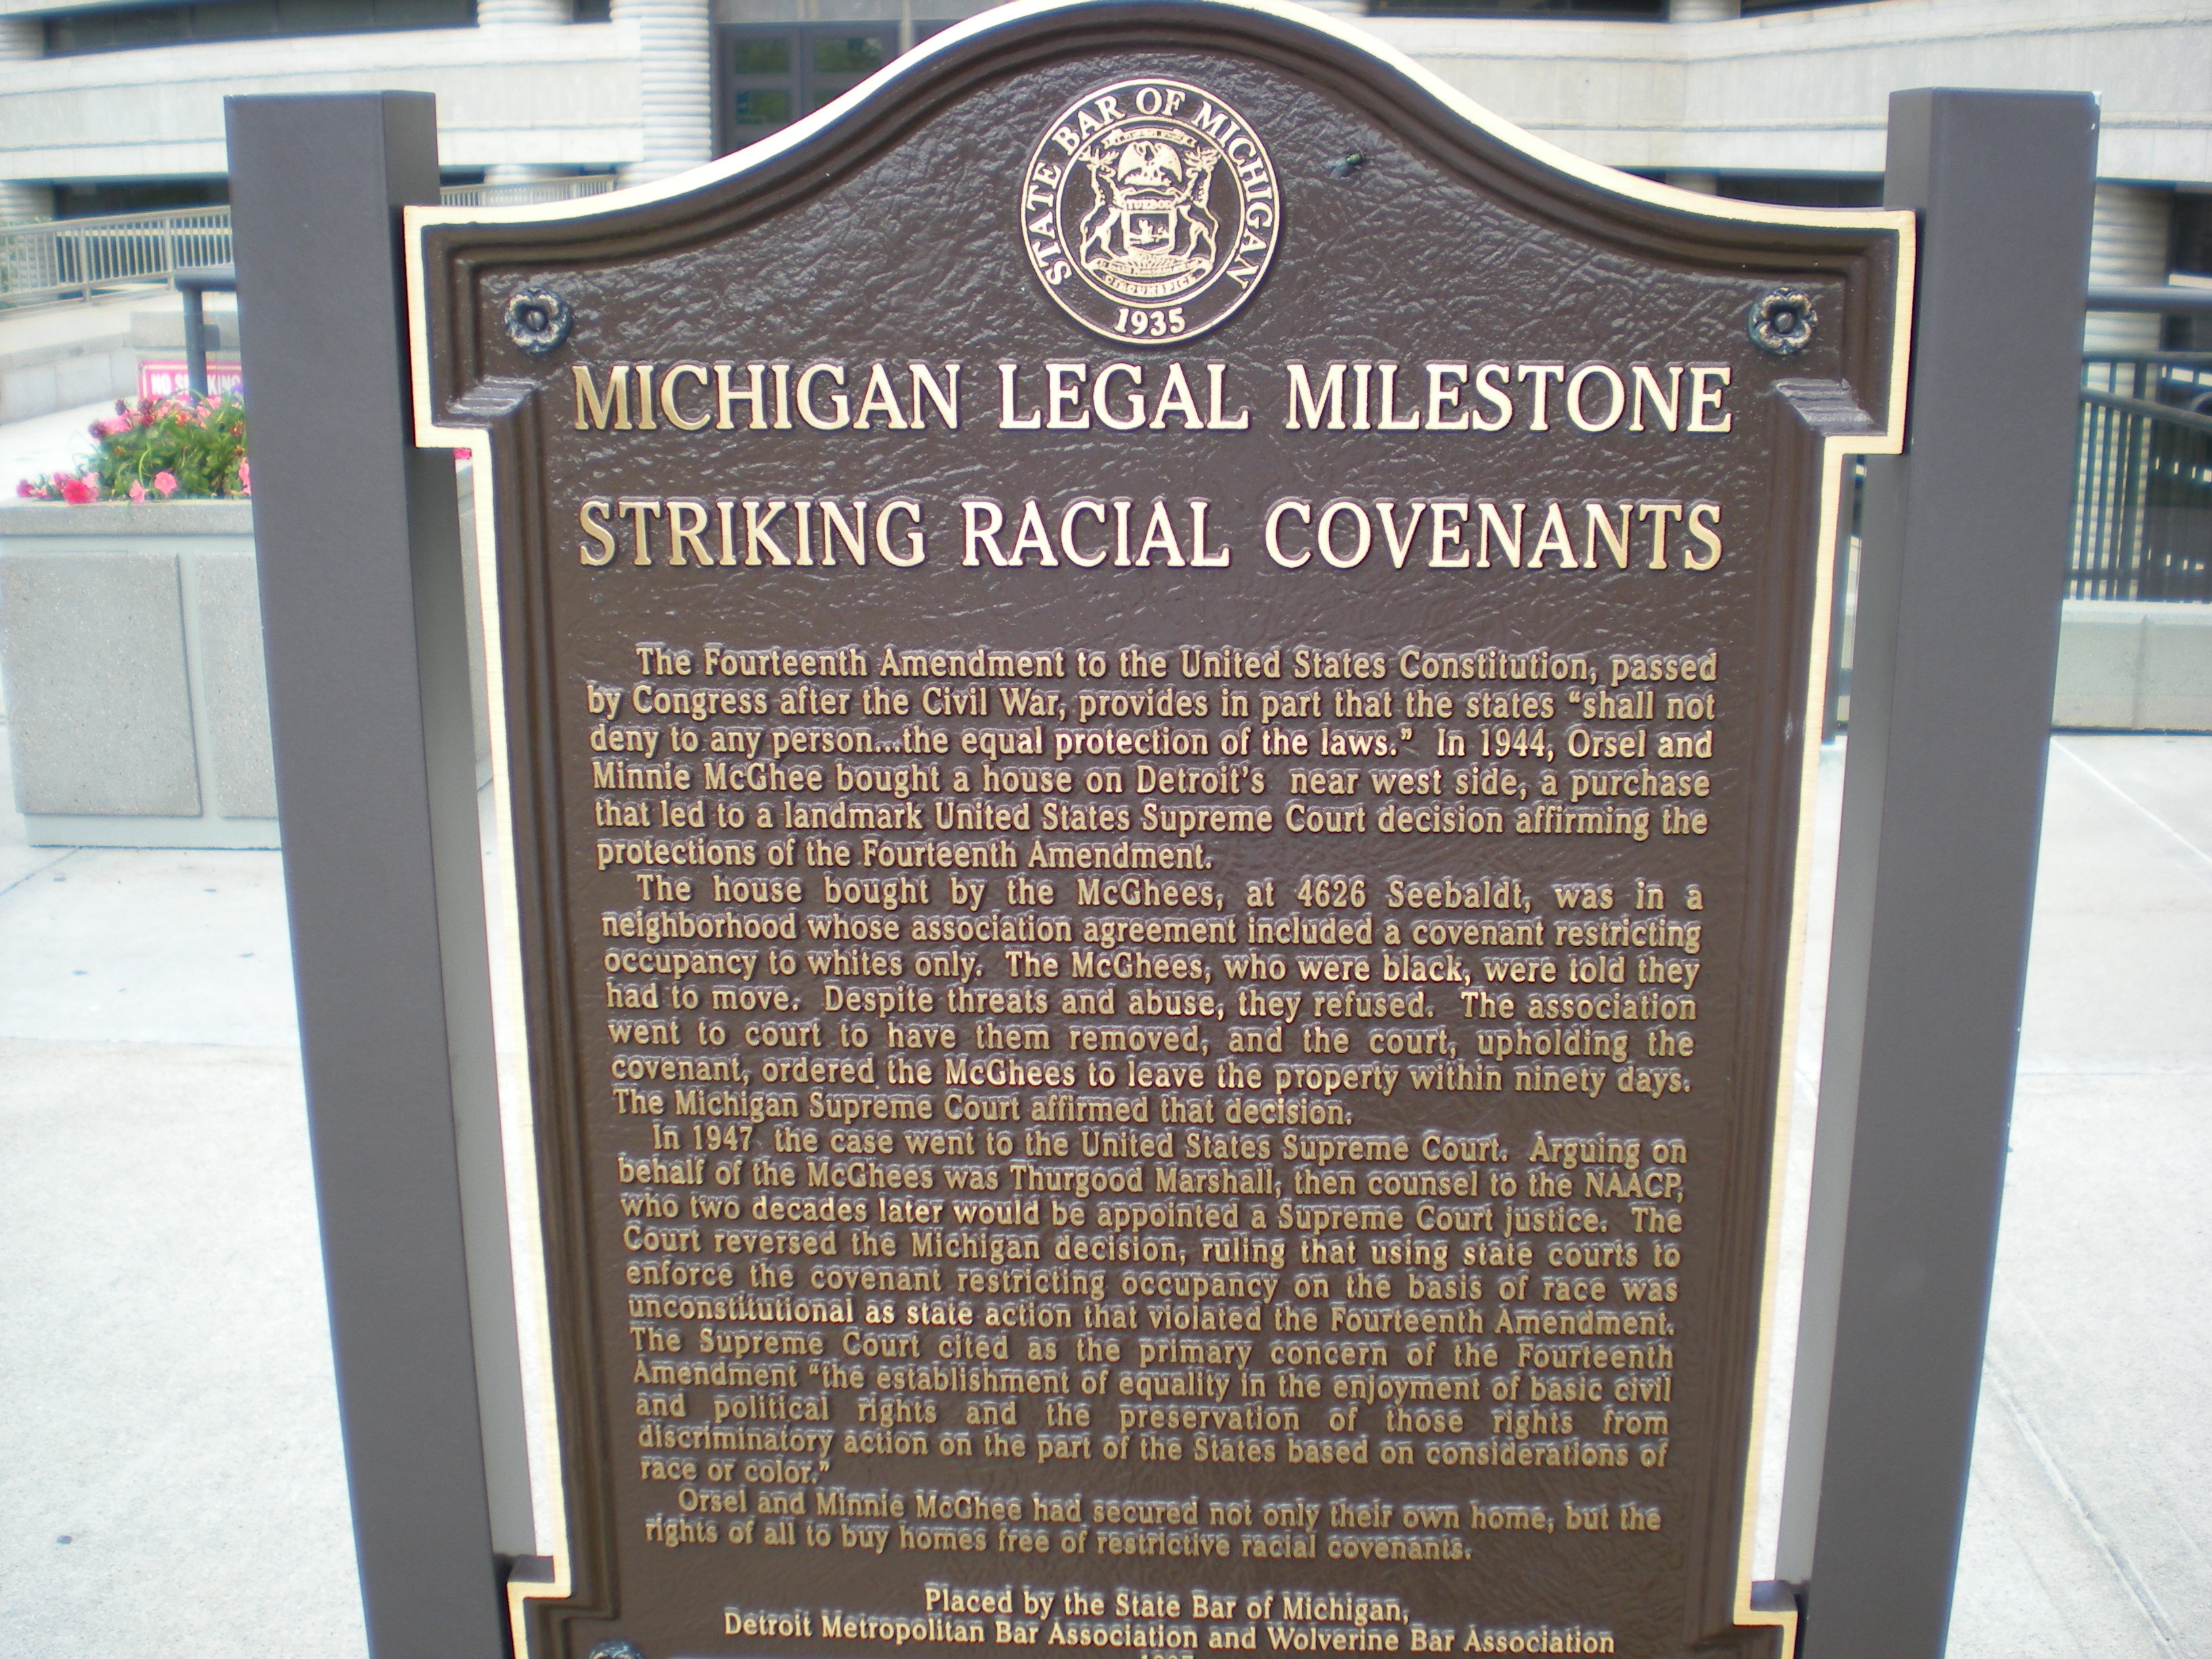 STATE BAR OF MICHIGAN
TUEBOR
CIRCUMSPICE
1935
MICHIGAN LEGAL MILESTONE
STRIKING RACIAL COVENANTS
The Fourteenth Amendment to the United States Constitution, passed
by Congress after the Civil War, provides in part that the states “shall not
deny to any person...the equal protection of the laws.” In 1944, Orsel and
Minnie McGhee bought a house on Detroit's near west side, a purchase
that led to a landmark United States Supreme Court decision affirming the
protections of the Fourteenth Amendment.
The house bought by the McGhees, at 4626 Seebaldt, was in a
neighborhood whose association agreement included a covenant restricting
occupancy to whites only. The McGhees, who were black, were told they
had to move. Despite threats and abuse, they refused. The association
went to court to have them removed, and the court, upholding the
covenant, ordered the McGhees to leave the property within ninety days.
The Michigan Supreme Court affirmed that decision.
In 1947 the case went to the United States Supreme Court. Arguing on
behalf of the McGhees was Thurgood Marshall, then counsel to the NAACP,
who two decades later would be appointed a Supreme Court justice. The
Court reversed the Michigan decision, ruling that using state courts to
enforce the covenant restricting occupancy on the basis of race was
unconstitutional as state action that violated the Fourteenth Amendment.
The Supreme Court cited as the primary concern of the Fourteenth
Amendment “the establishment of equality in the enjoyment of basic civil
and political rights and the preservation of those rights from
discriminatory action on the part of the States based on considerations of
race or color.”
Orsel and Minnie McGhee had secured not only their own home, but the
rights of all to buy homes free of restrictive racial covenants.
Placed by the State Bar of Michigan,
Detroit Metropolitan Bar Association and Wolverine Bar Association
NO SMOKING